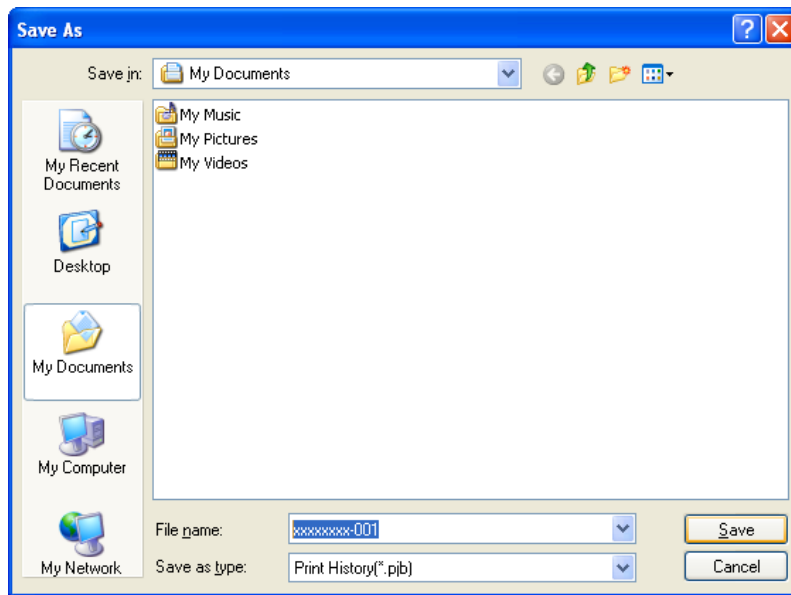 Save As
Save in: My Documents
My Recent
Documents
Desktop
My Documents
My Computer
My Network
My Music
My Pictures
My Videos
File name: xxxxxxxx-001
Save as type: Print History(*.pjb)
Save
Cancel